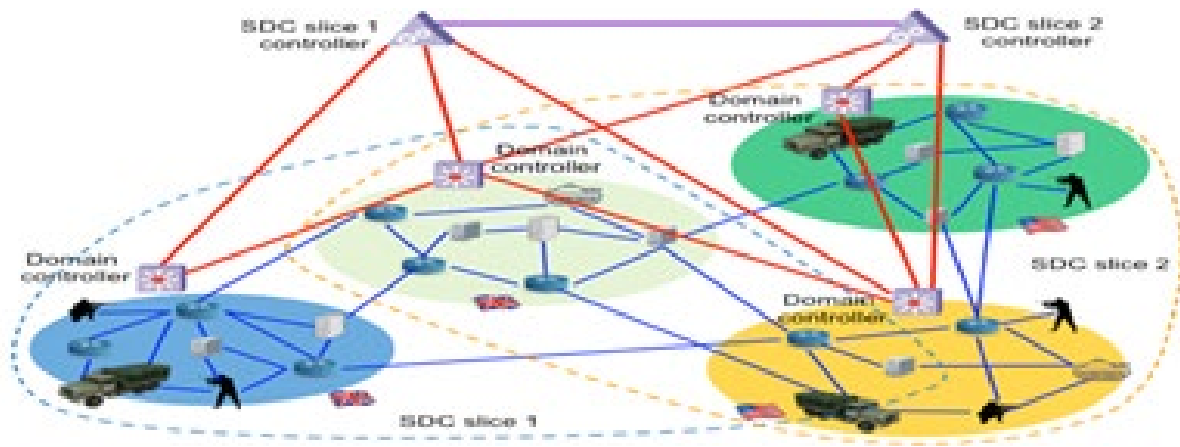 SDC slice 1
controller
SDC slice 2
controller
Domain
controller
Domain
controller
Domain
controller
SDC slice 2
Domain
controller
SDC slice 1